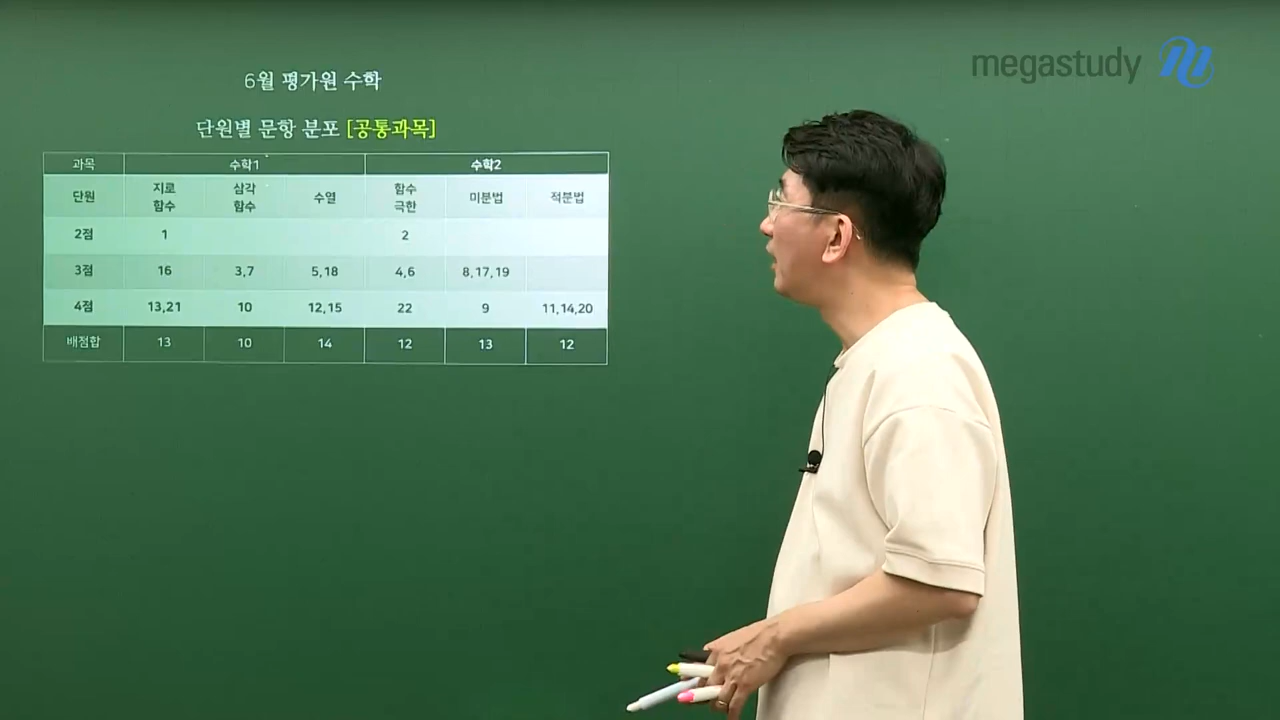 megastudy
6월 평가원 수학
단원별 문항 분포 [공통과목]
과목 수학1 수학2
단원 지로 함수 삼각 함수 수열 함수 극한 미분법 적분법
2점 1 2
3점 16 3,7 5,18 4,6 8,17,19
4점 13,21 10 12,15 22 9 11,14,20
배점합 13 10 14 12 13 12